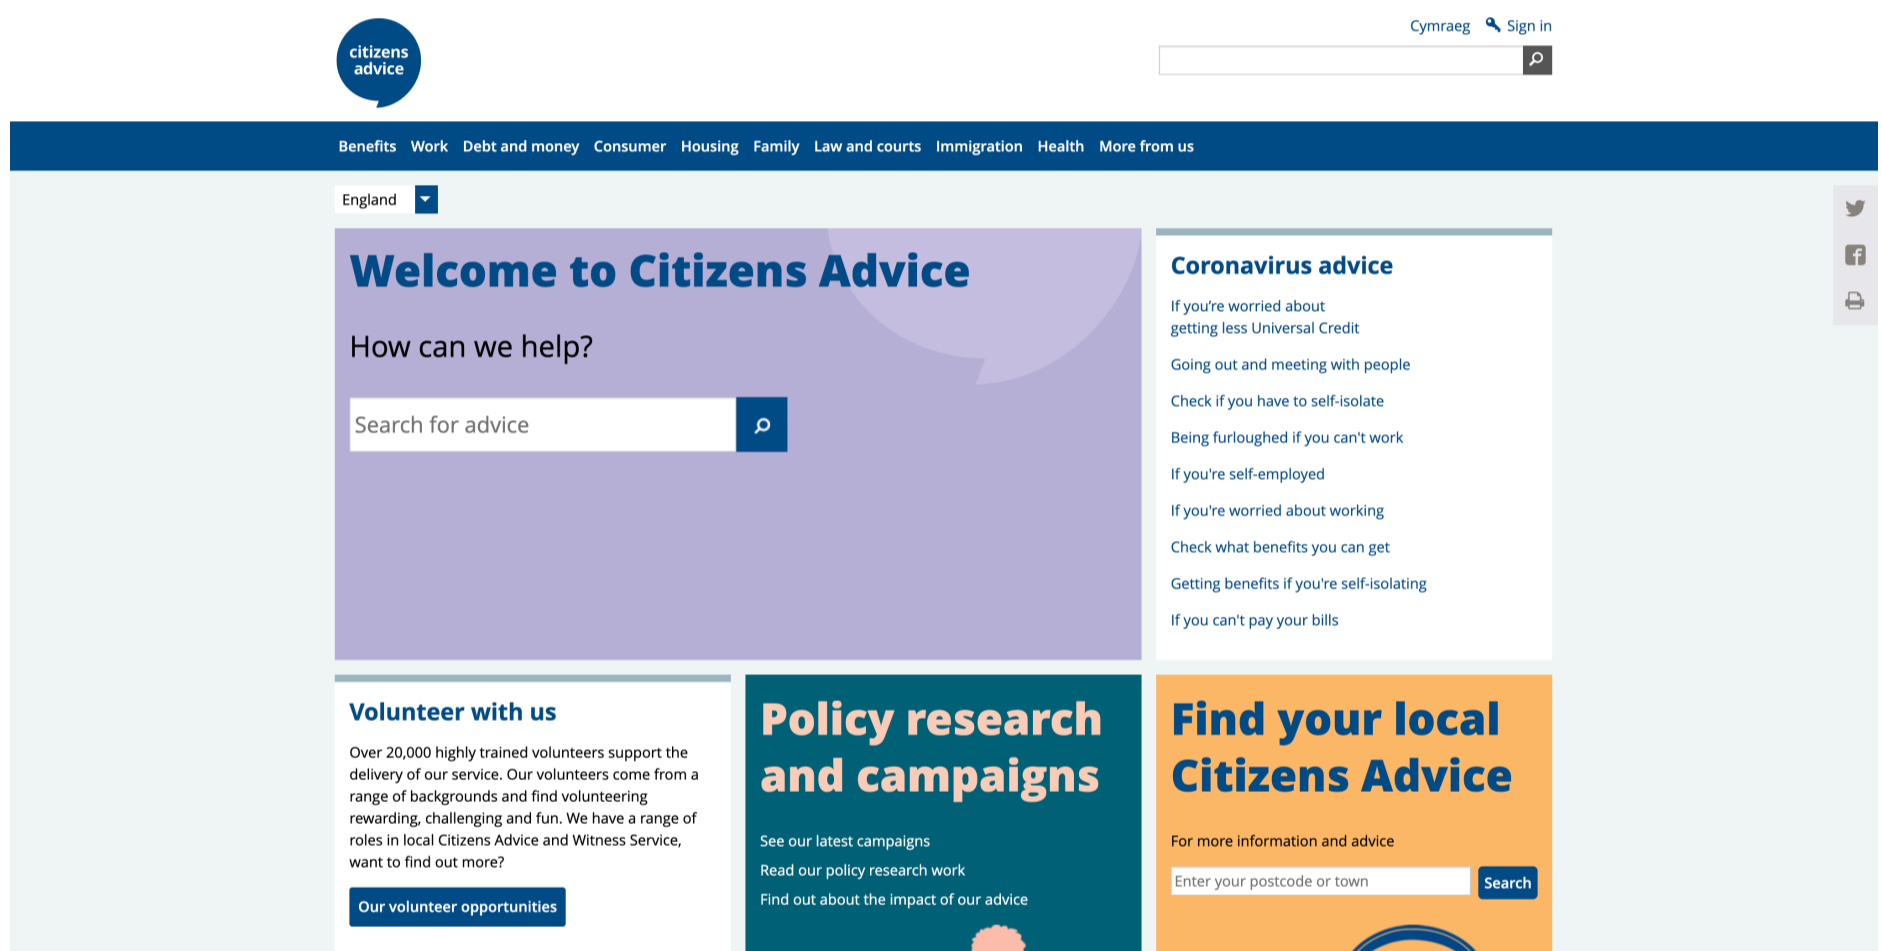 citizens
advice
Cymraeg
Sign in
Benefits Work Debt and money Consumer Housing Family Law and courts Immigration Health More from us
England
Welcome to Citizens Advice
How can we help?
Search for advice
Coronavirus advice
If you’re worried about
getting less Universal Credit
Going out and meeting with people
Check if you have to self-isolate
Being furloughed if you can't work
If you're self-employed
If you're worried about working
Check what benefits you can get
Getting benefits if you're self-isolating
If you can't pay your bills
Volunteer with us
Over 20,000 highly trained volunteers support the
delivery of our service. Our volunteers come from a
range of backgrounds and find volunteering
rewarding, challenging and fun. We have a range of
roles in local Citizens Advice and Witness Service,
want to find out more?
Our volunteer opportunities
Policy research
and campaigns
See our latest campaigns
Read our policy research work
Find out about the impact of our advice
Find your local
Citizens Advice
For more information and advice
Enter your postcode or town
Search